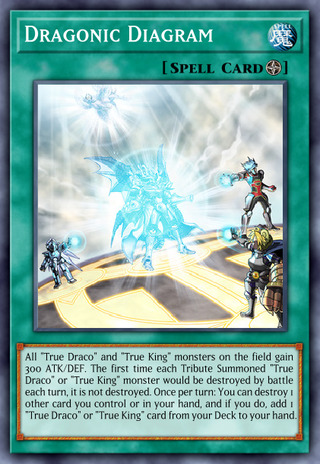 Dragonic Diagram
魔
[Spell Card]
All "True Draco" and "True King" monsters on the field gain
300 ATK/DEF. The first time each Tribute Summoned "True
Draco" or "True King" monster would be destroyed by battle
each turn, it is not destroyed. Once per turn: You can destroy 1
other card you control or in your hand, and if you do, add 1
"True Draco" or "True King" card from your Deck to your hand.